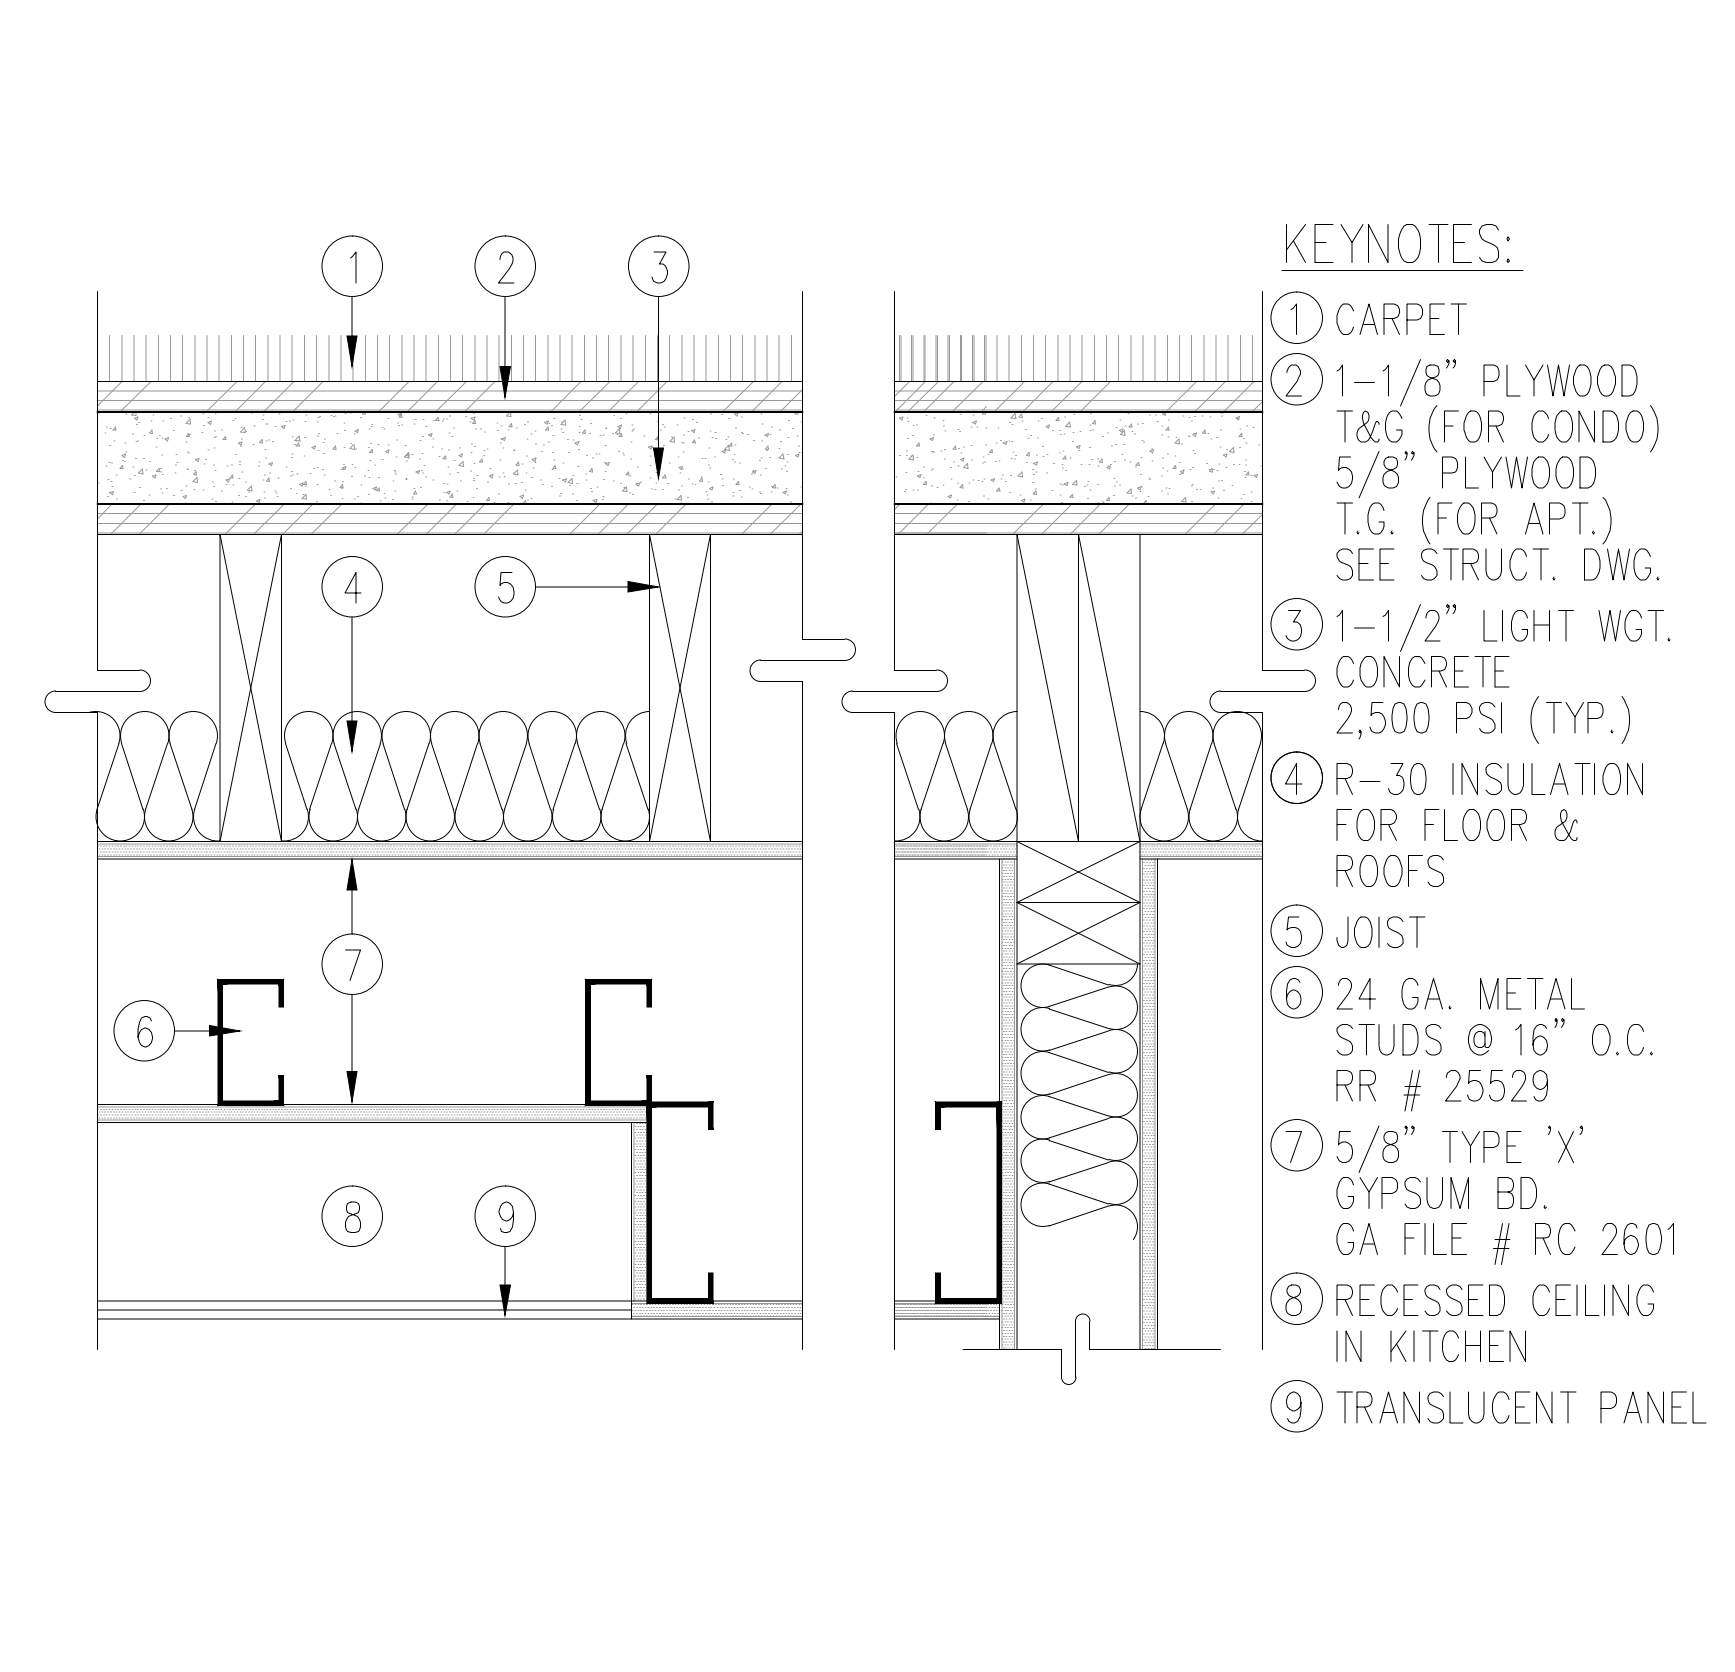 1
2
3
4
5
6
7
8
9
KEYNOTES:
1 CARPET
2 1-1/8" PLYWOOD
T&G (FOR CONDO)
5/8" PLYWOOD
T.G. (FOR APT.)
SEE STRUCT. DWG.
3 1-1/2" LIGHT WGT.
CONCRETE
2,500 PSI (TYP.)
4 R-30 INSULATION
FOR FLOOR &
ROOFS
5 JOIST
6 24 GA. METAL
STUDS @ 16" O.C.
RR # 25529
7 5/8" TYPE 'X'
GYPSUM BD.
GA FILE # RC 2601
8 RECESSED CEILING
IN KITCHEN
9 TRANSLUCENT PANEL